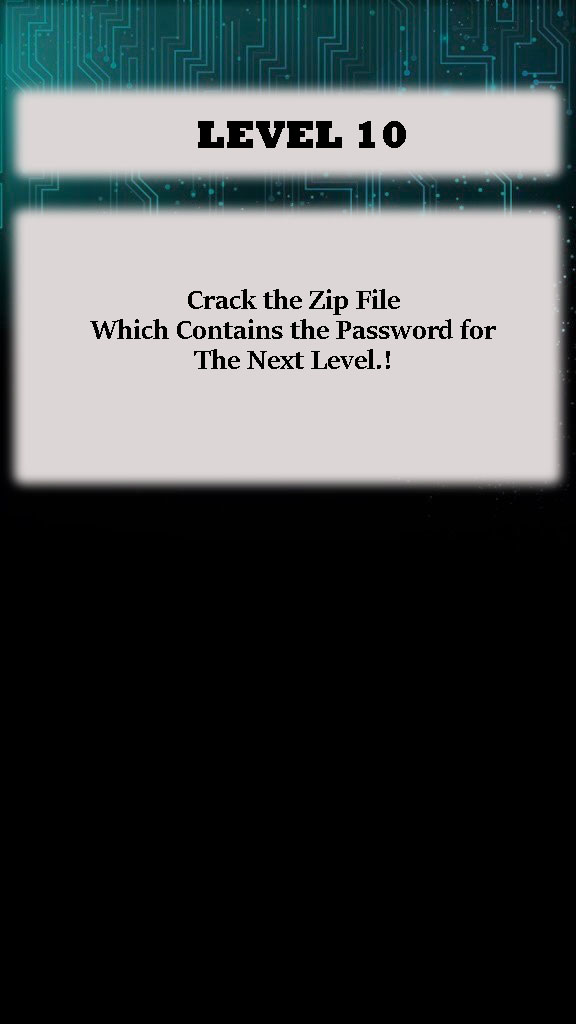 LEVEL 10
Crack the Zip File
Which Contains the Password for
The Next Level.!